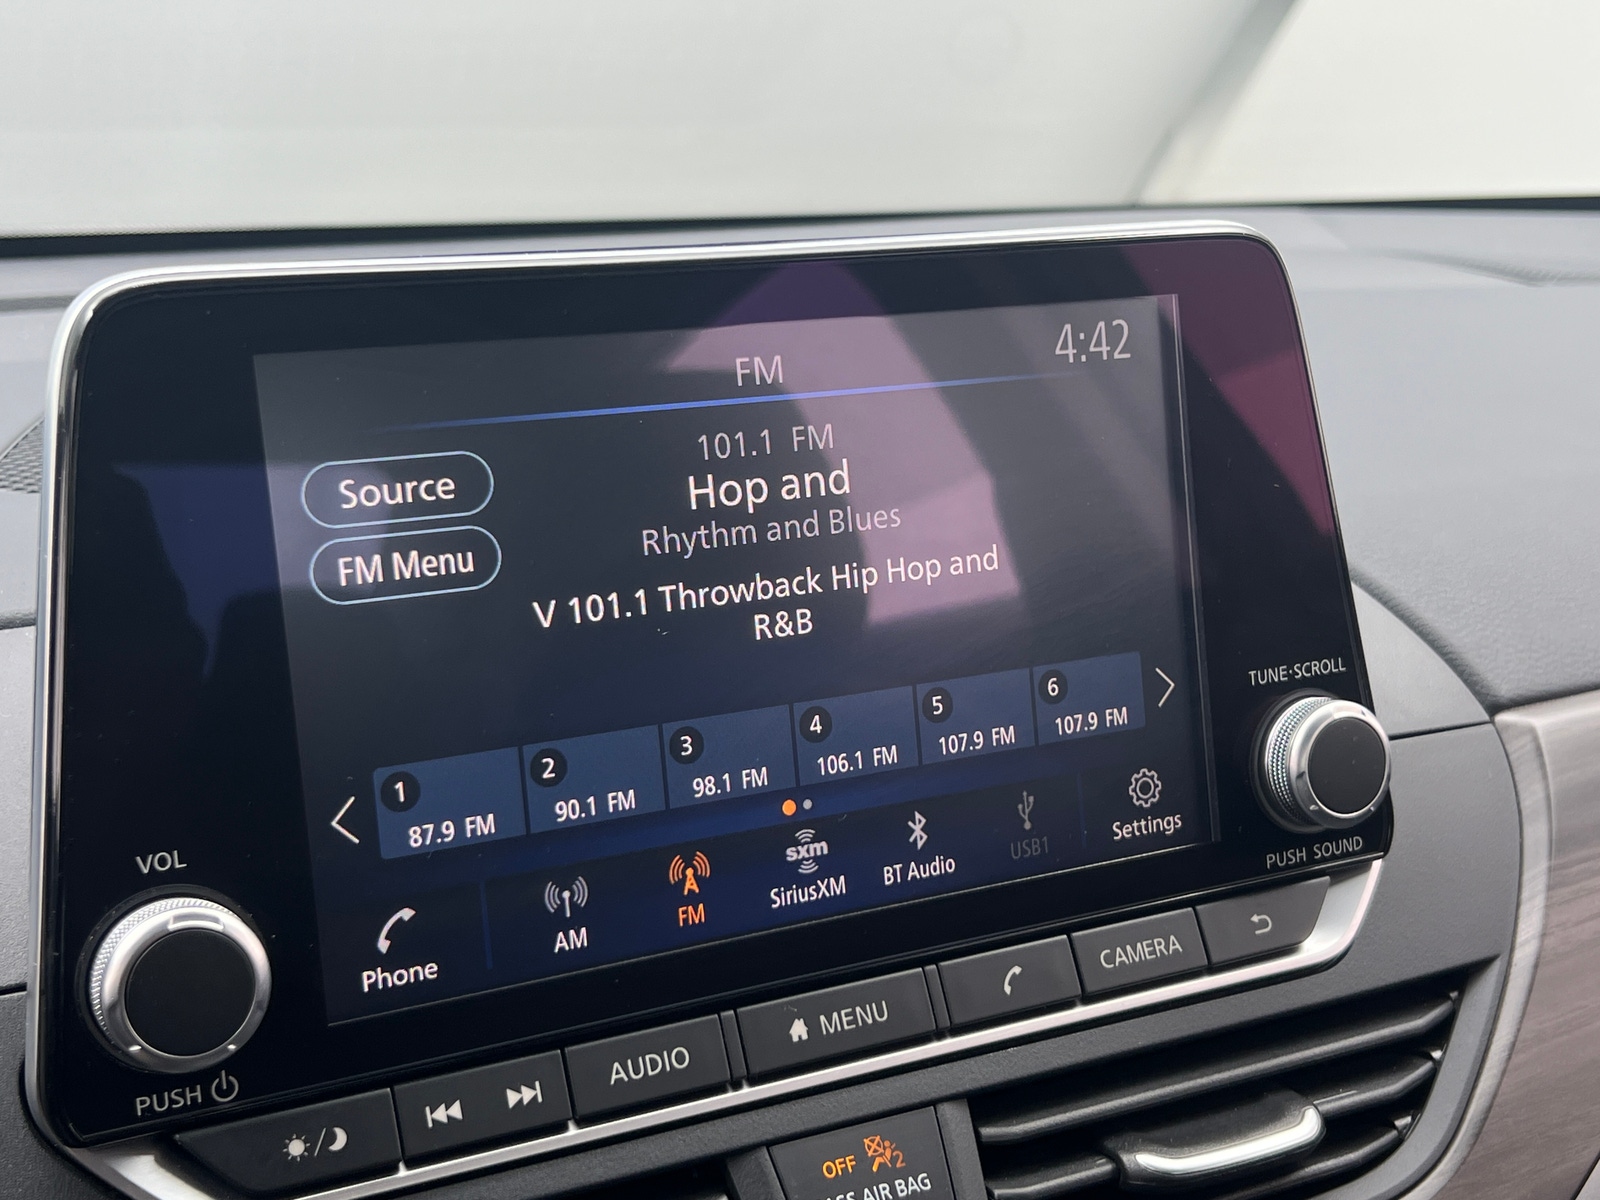 4:42
FM
101.1 FM
Source
Hop and
Rhythm and Blues
FM Menu
V 101.1 Throwback Hip Hop and
R&B
1
87.9 FM
2
90.1 FM
3
98.1 FM
4
106.1 FM
5
107.9 FM
6
107.9 FM
Phone
AM
FM
sxm
SiriusXM
BT Audio
USB1
Settings
VOL
PUSH
TUNE·SCROLL
PUSH SOUND
AUDIO
MENU
CAMERA
OFF
2
AIR BAG